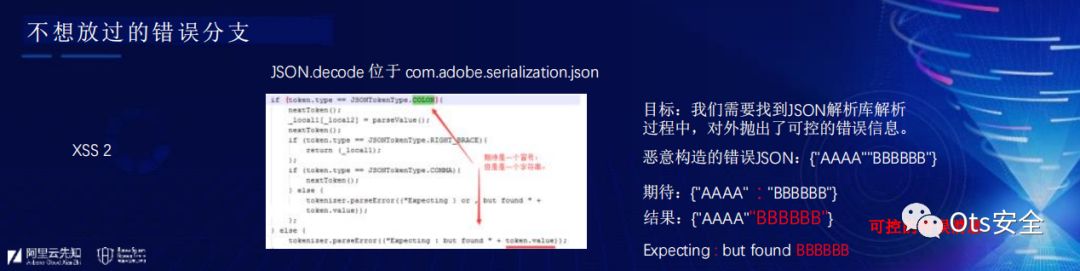 不想放过的错误分支
JSON.decode 位于 com.adobe.serialization.json
XSS 2
if (token.type == JSONTokenType.COLON){
nextToken();
_local1[_local2] = parseValue();
nextToken();
if (token.type == JSONTokenType.RIGHT_BRACE){
return (_local1);
};
if (token.type == JSONTokenType.COMMA){
nextToken();
} else {
tokenizer.parseError(("Expecting } or , but found " +
token.value));
};
} else {
tokenizer.parseError(("Expecting : but found " + token.value));
期待是一个冒号，
但是是一个字符串。
目标：我们需要找到JSON解析库解析
过程中，对外抛出了可控的错误信息。
恶意构造的错误JSON：{"AAAA""BBBBBB"}
期待：{"AAAA" : "BBBBBB"}
结果：{"AAAA""BBBBBB"}
可控
Expecting : but found BBBBBB
Ots安全
阿里云先知